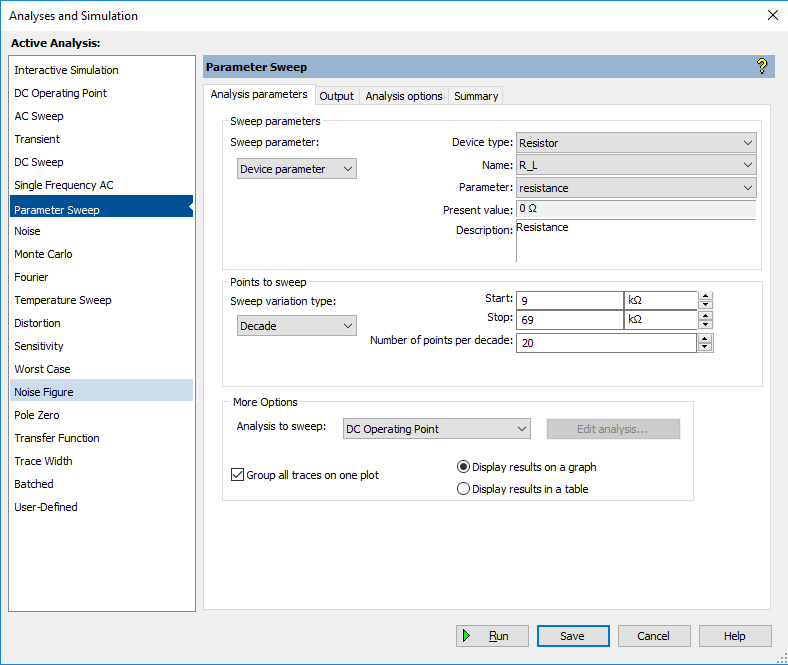 Analyses and Simulation
Active Analysis:
Interactive Simulation
DC Operating Point
AC Sweep
Transient
DC Sweep
Single Frequency AC
Parameter Sweep
Noise
Monte Carlo
Fourier
Temperature Sweep
Distortion
Sensitivity
Worst Case
Noise Figure
Pole Zero
Transfer Function
Trace Width
Batched
User-Defined
Parameter Sweep
?
Analysis parameters Output Analysis options Summary
Sweep parameters
Sweep parameter:
Device parameter
Device type: Resistor
Name: R_L
Parameter: resistance
Present value: 0 Ω
Description: Resistance
Points to sweep
Sweep variation type:
Decade
Start: 9 kΩ
Stop: 69 kΩ
Number of points per decade: 20
More Options
Analysis to sweep: DC Operating Point Edit analysis...
Group all traces on one plot
Display results on a graph
Display results in a table
Run Save Cancel Help